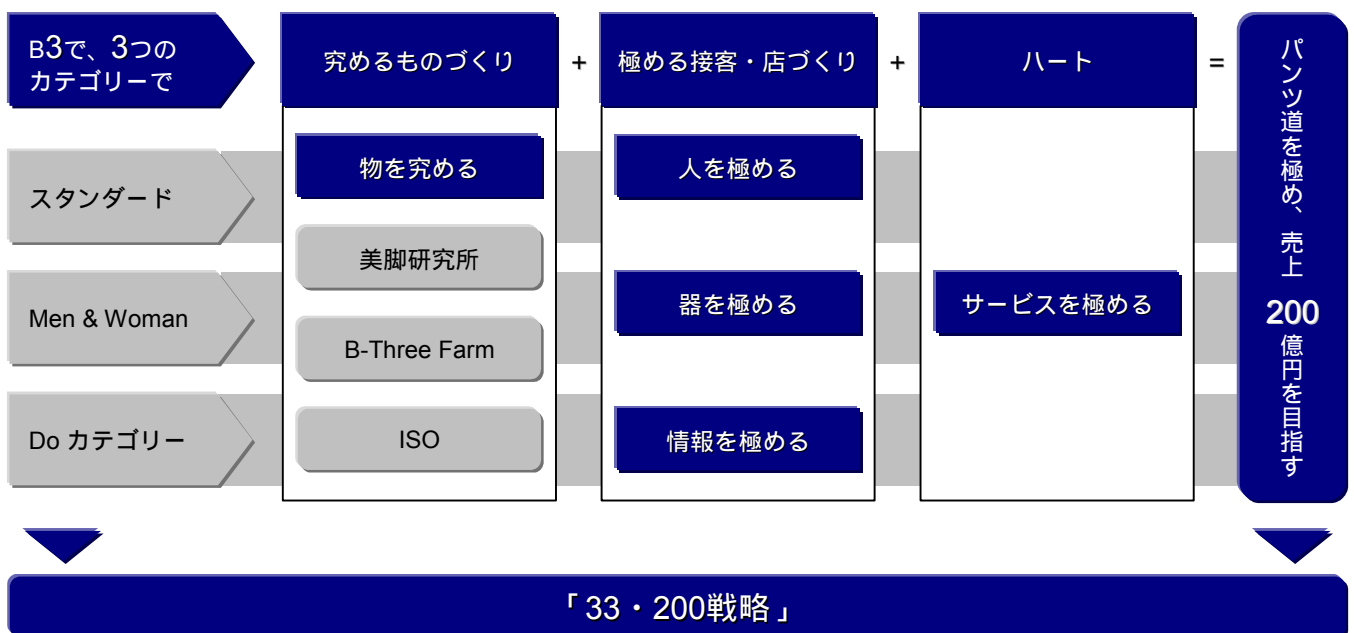 B3で、3つの
カテゴリーで
究めるものづくり
+
極める接客・店づくり
+
ハート
=
パンツ道を極め、売上200億円を目指す
スタンダード
Men & Woman
Do カテゴリー
物を究める
美脚研究所
B-Three Farm
ISO
人を極める
器を極める
情報を極める
サービスを極める
「33・200戦略」